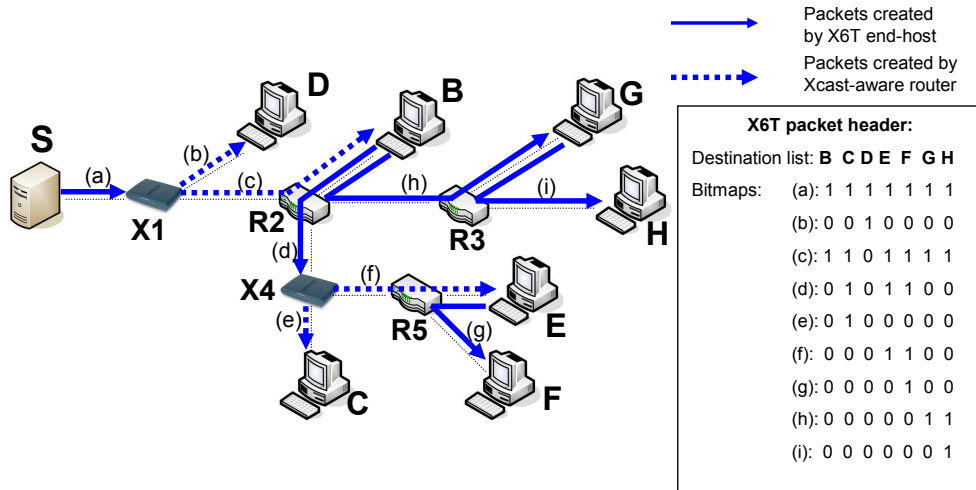 Packets created
by X6T end-host
Packets created by
Xcast-aware router
D
B
G
S
(a)
(b)
(c)
(h)
(i)
X1
R2
R3
H
(d)
(f)
X4
(e)
R5
(g)
E
C
F
X6T packet header:
Destination list: B C D E F G H
Bitmaps: (a): 1 1 1 1 1 1 1
(b): 0 0 1 0 0 0 0
(c): 1 1 0 1 1 1 1
(d): 0 1 0 1 1 0 0
(e): 0 1 0 0 0 0 0
(f): 0 0 0 1 1 0 0
(g): 0 0 0 0 1 0 0
(h): 0 0 0 0 0 1 1
(i): 0 0 0 0 0 0 1